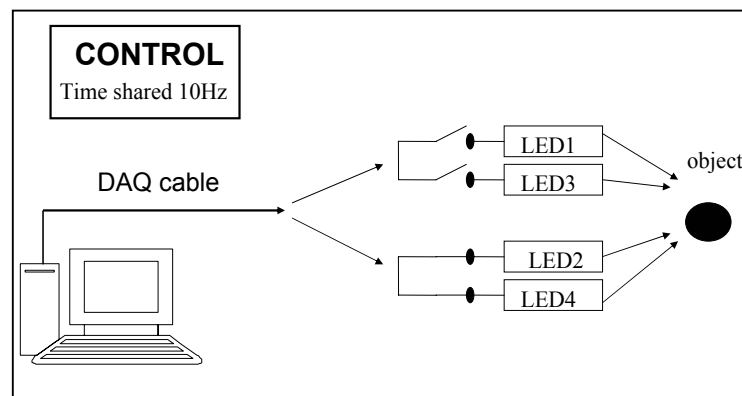 CONTROL
Time shared 10Hz
LED1
object
LED3
DAQ cable
LED2
LED4